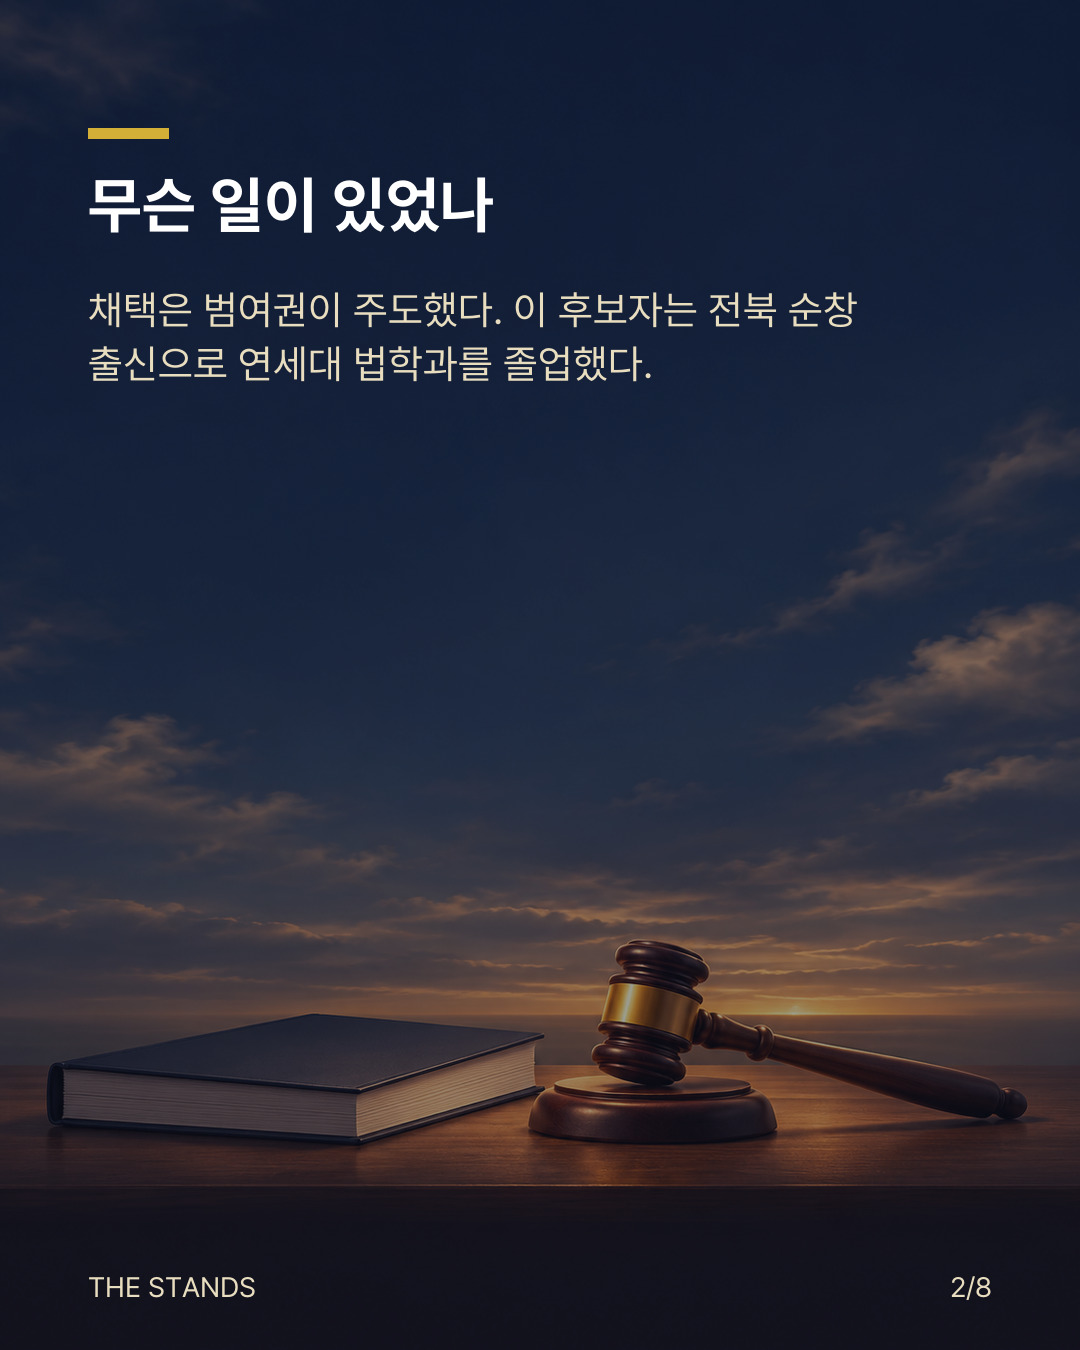 무슨 일이 있었나
채택은 범여권이 주도했다. 이 후보자는 전북 순창
출신으로 연세대 법학과를 졸업했다.
THE STANDS
2/8